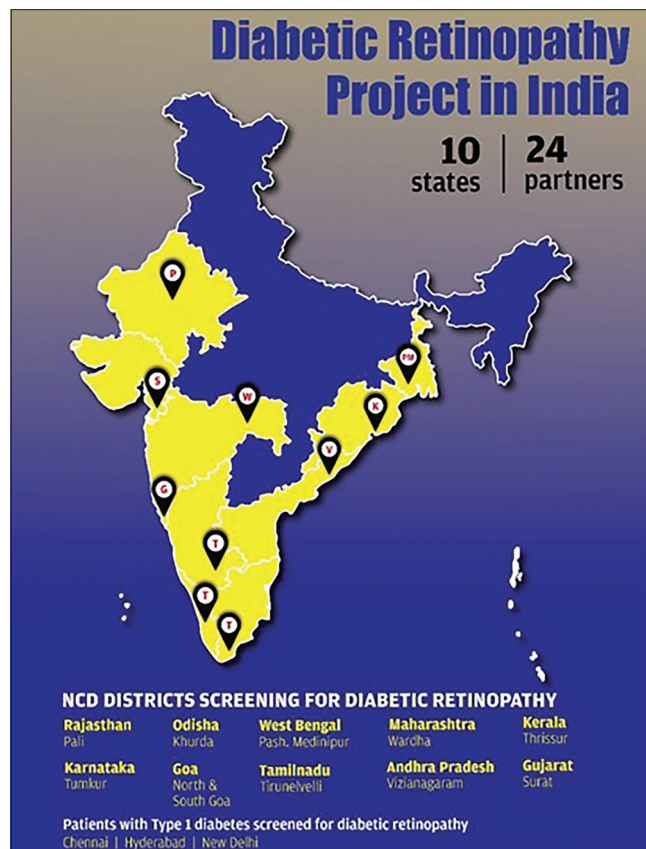 Diabetic Retinopathy
Project in India
10 states | 24 partners
P
S
W
PM
K
V
G
T
T
T
NCD DISTRICTS SCREENING FOR DIABETIC RETINOPATHY
Rajasthan Odisha West Bengal Maharashtra Kerala
Pali Khurda Pash. Medinipur Wardha Thrissur
Karnataka Goa Tamilnadu Andhra Pradesh Gujarat
Tumkur North & South Goa Tirunelvelli Vizianagaram Surat
Patients with Type 1 diabetes screened for diabetic retinopathy
Chennai | Hyderabad | New Delhi